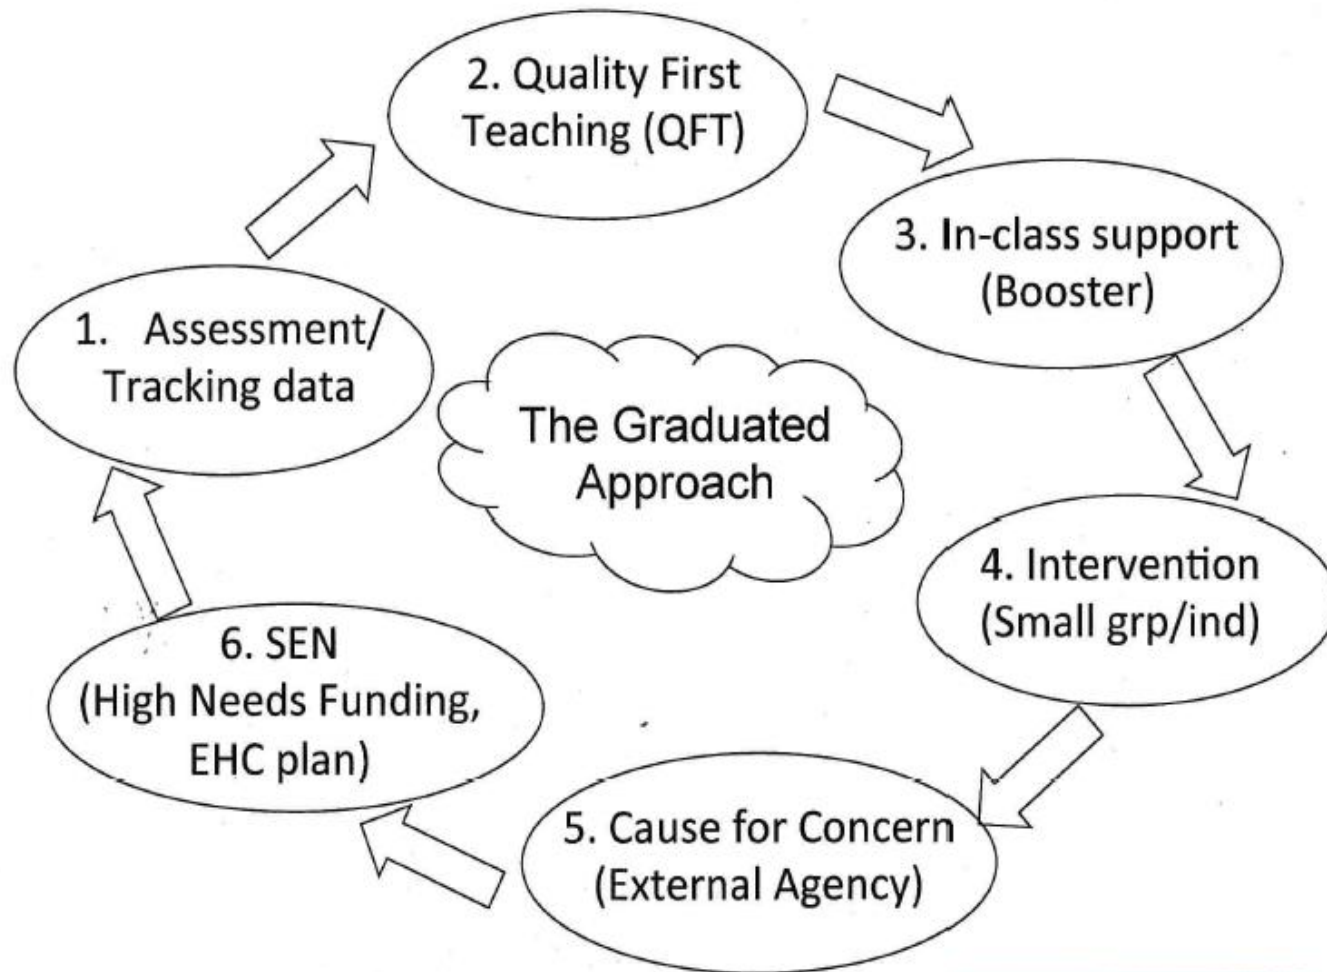 2. Quality First
Teaching (QFT)
3. In-class support
(Booster)
1. Assessment/
Tracking data
The Graduated
Approach
4. Intervention
(Small grp/ind)
6. SEN
(High Needs Funding,
EHC plan)
5. Cause for Concern
(External Agency)